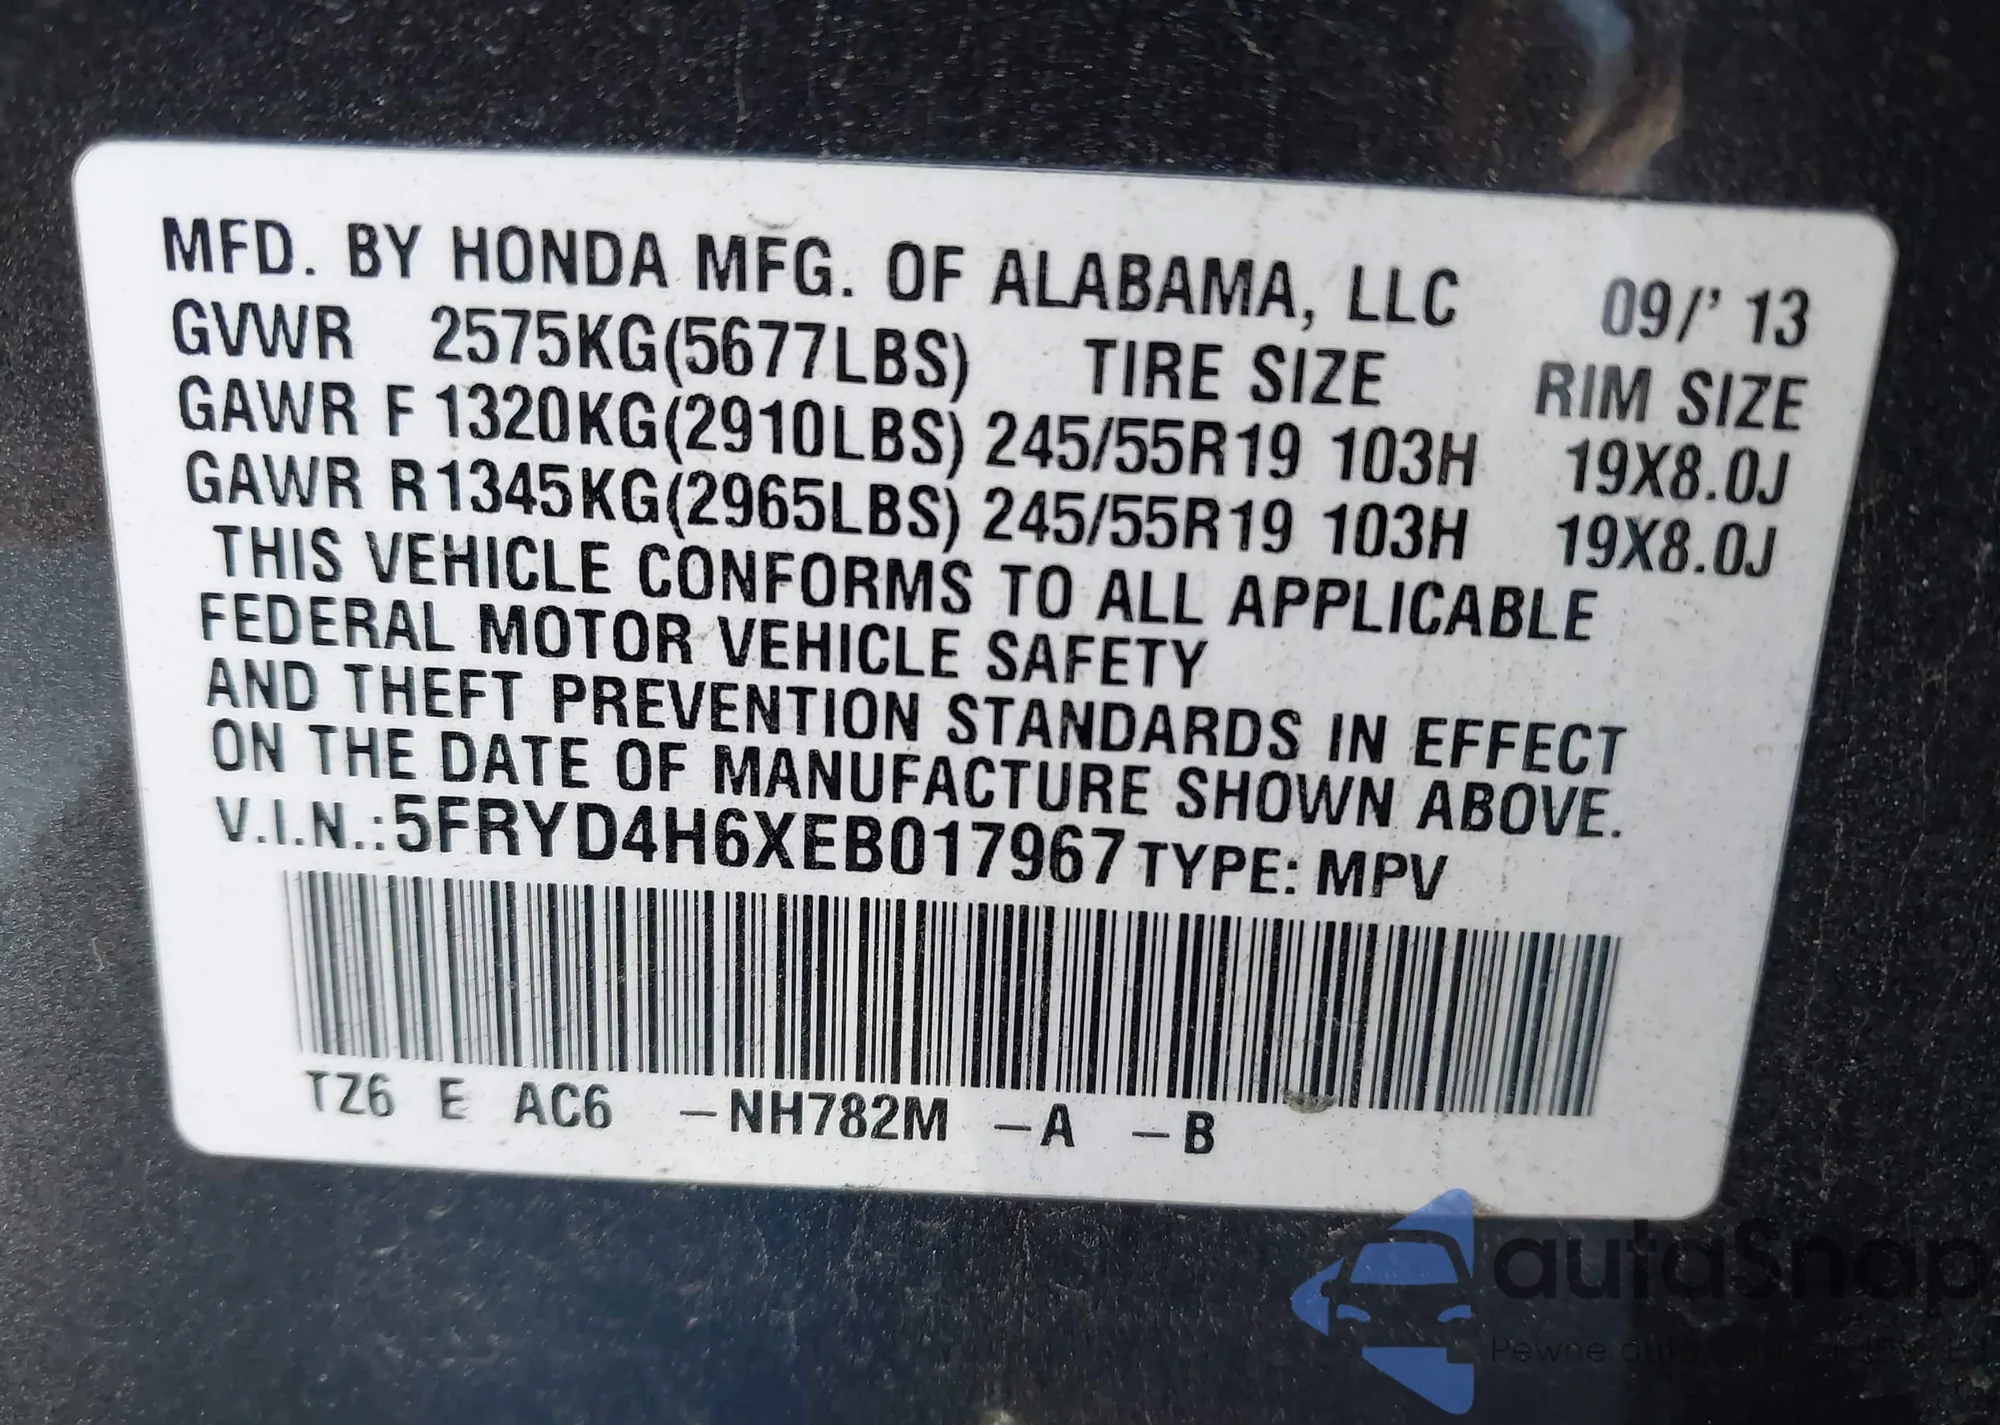 MFD. BY HONDA MFG. OF ALABAMA, LLC 09/' 13
GVWR 2575KG(5677LBS) TIRE SIZE RIM SIZE
GAWR F 1320KG(2910LBS) 245/55R19 103H 19X8.0J
GAWR R 1345KG(2965LBS) 245/55R19 103H 19X8.0J
THIS VEHICLE CONFORMS TO ALL APPLICABLE
FEDERAL MOTOR VEHICLE SAFETY
AND THEFT PREVENTION STANDARDS IN EFFECT
ON THE DATE OF MANUFACTURE SHOWN ABOVE.
V.I.N.:5FRYD4H6XEB017967 TYPE: MPV
TZ6 E AC6 –NH782M –A –B
autaSnap
Pewne auta